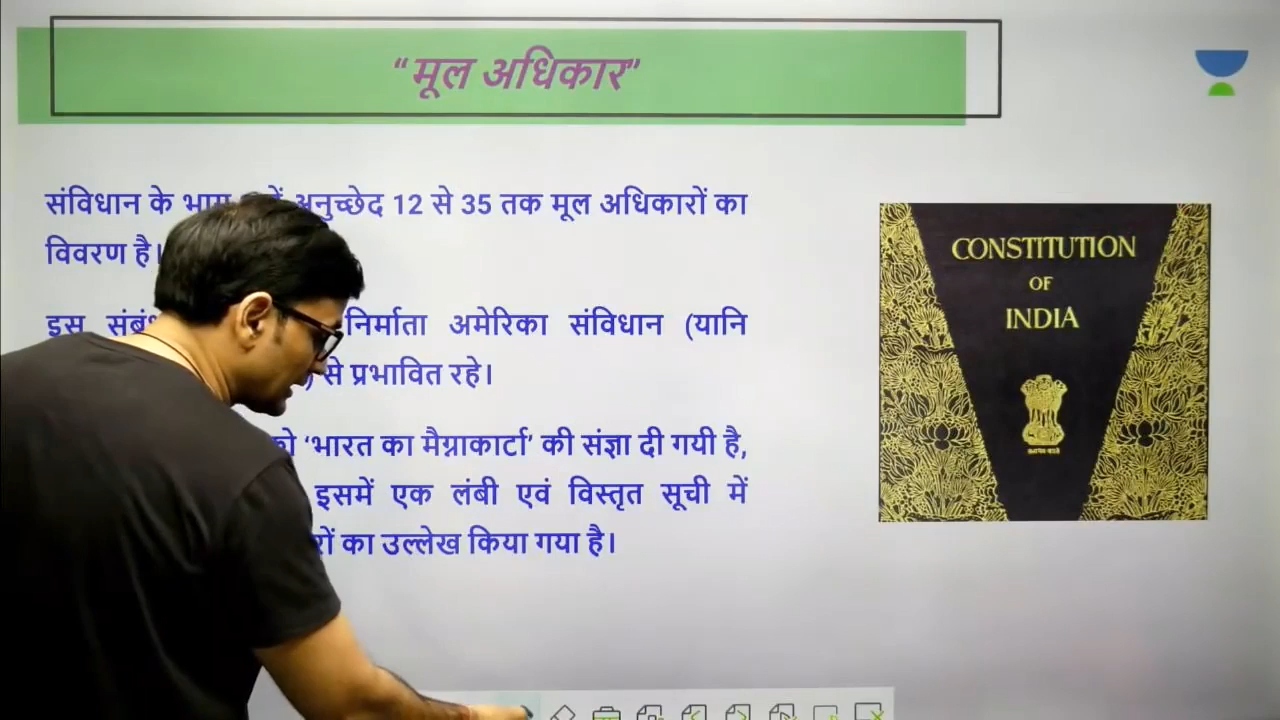 “मूल अधिकार”
संविधान के भाग अनुच्छेद 12 से 35 तक मूल अधिकारों का
विवरण है।
इस निर्माता अमेरिका संविधान (यानि
से प्रभावित रहे।
‘भारत का मैग्नाकार्टा’ की संज्ञा दी गयी है,
इसमें एक लंबी एवं विस्तृत सूची में
का उल्लेख किया गया है।
CONSTITUTION
OF
INDIA